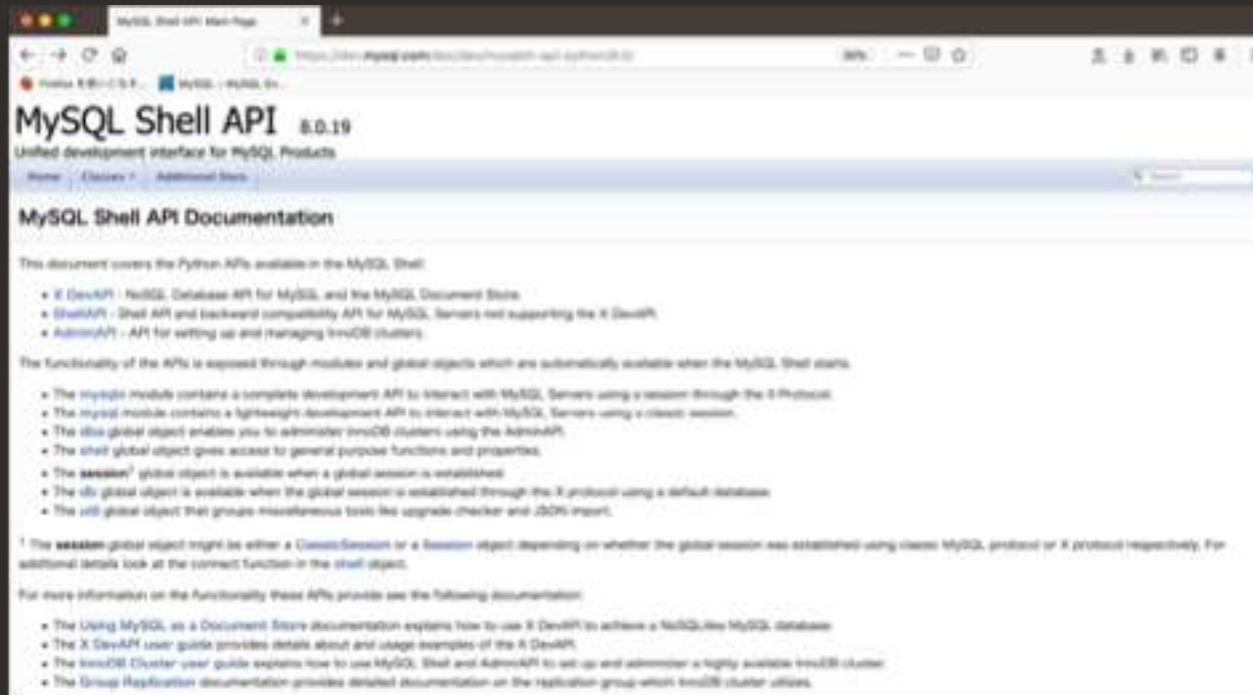 MySQL Shell API: Main Page
MySQL Shell API 8.0.19
Unified development interface for MySQL Products
Home Classes Additional Docs
Search
MySQL Shell API Documentation
This document covers the Python APIs available in the MySQL Shell:
• X DevAPI - NoSQL Database API for MySQL and the MySQL Document Store.
• ShellAPI - Shell API and backward compatibility API for MySQL Servers not supporting the X DevAPI.
• AdminAPI - API for setting up and managing InnoDB clusters.
The functionality of the APIs is exposed through modules and global objects which are automatically available when the MySQL Shell starts.
• The mysqlx module contains a complete development API to interact with MySQL Servers using a session through the X Protocol.
• The mysql module contains a lightweight development API to interact with MySQL Servers using a classic session.
• The dba global object enables you to administer InnoDB clusters using the AdminAPI.
• The shell global object gives access to general purpose functions and properties.
• The session¹ global object is available when a global session is established.
• The db global object is available when the global session is established through the X protocol using a default database.
• The util global object that groups miscellaneous tools like upgrade checker and JSON import.
¹ The session global object might be either a ClassicSession or a Session object depending on whether the global session was established using classic MySQL protocol or X protocol respectively. For
additional details look at the connect function in the shell object.
For more information on the functionality these APIs provide see the following documentation:
• The Using MySQL as a Document Store documentation explains how to use X DevAPI to achieve a NoSQL-like MySQL database.
• The X DevAPI user guide provides details about and usage examples of the X DevAPI.
• The InnoDB Cluster user guide explains how to use MySQL Shell and AdminAPI to set up and administer a highly available InnoDB cluster.
• The Group Replication documentation provides detailed documentation on the replication group which InnoDB cluster utilizes.